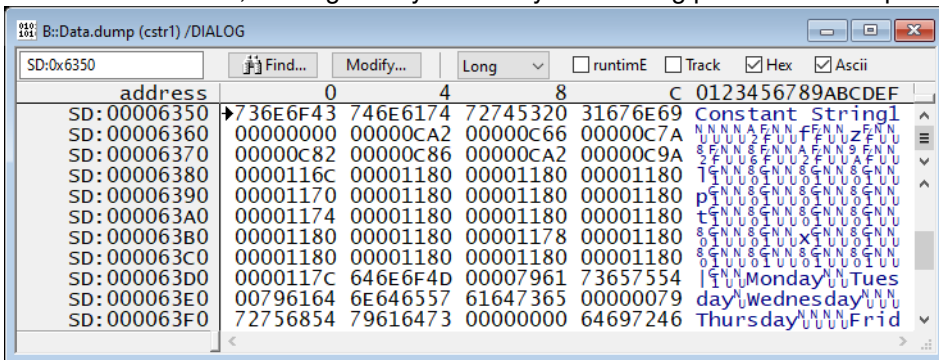 B::Data.dump (cstr1) /DIALOG
SD:0x6350 Find... Modify... Long runtimE Track Hex Ascii
address 0 4 8 C 0123456789ABCDEF
SD:00006350 736E6F43 746E6174 72745320 31676E69 Constant String1
SD:00006360 00000000 00000CA2 00000C66 00000C7A
SD:00006370 00000C82 00000C86 00000CA2 00000C9A
SD:00006380 0000116C 00001180 00001180 00001180
SD:00006390 00001170 00001180 00001180 00001180
SD:000063A0 00001174 00001180 00001180 00001180
SD:000063B0 00001180 00001180 00001178 00001180
SD:000063C0 00001180 00001180 00001180 00001180
SD:000063D0 0000117C 646E6F4D 00007961 73657554 Monday Tues
SD:000063E0 00796164 6E646557 61647365 00000079 day Wednesday
SD:000063F0 72756854 79616473 00000000 64697246 Thursday Frid